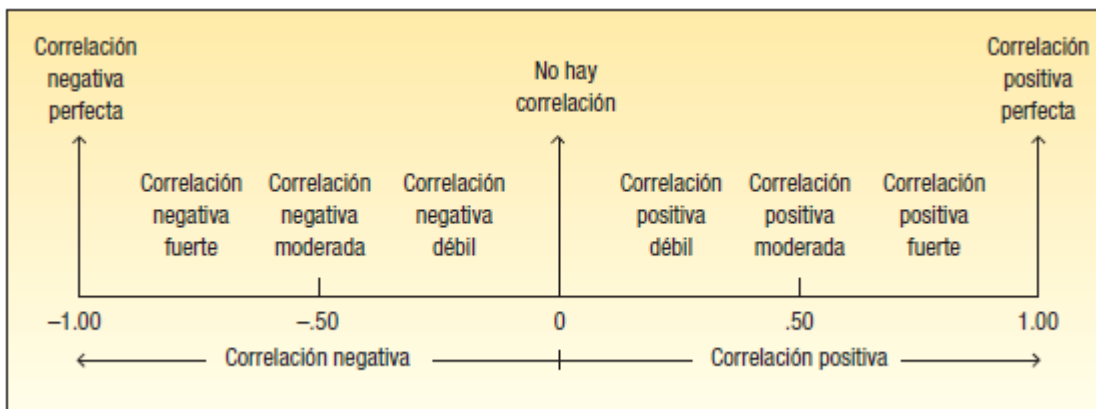 Correlación
negativa
perfecta
No hay
correlación
Correlación
positiva
perfecta
Correlación
negativa
fuerte
Correlación
negativa
moderada
Correlación
negativa
débil
Correlación
positiva
débil
Correlación
positiva
moderada
Correlación
positiva
fuerte
–1.00
–.50
0
.50
1.00
Correlación negativa
Correlación positiva